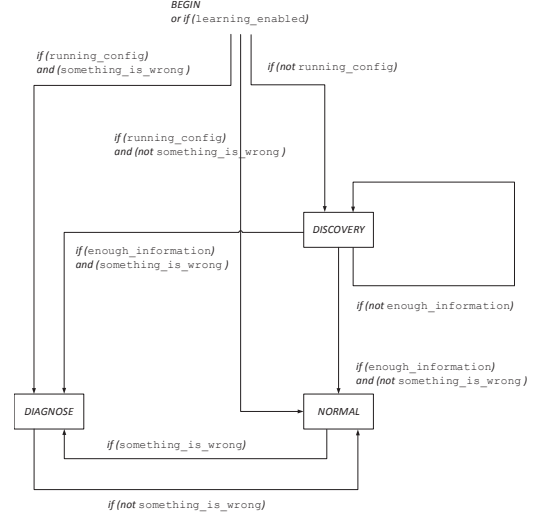 BEGIN
or if (learning_enabled)
if (running_config)
and (something_is_wrong )
if (not running_config)
if (running_config)
and (not something_is_wrong )
DISCOVERY
if (enough_information)
and (something_is_wrong )
if (not enough_information)
if (enough_information)
and (not something_is_wrong )
DIAGNOSE
NORMAL
if (something_is_wrong)
if (not something_is_wrong)